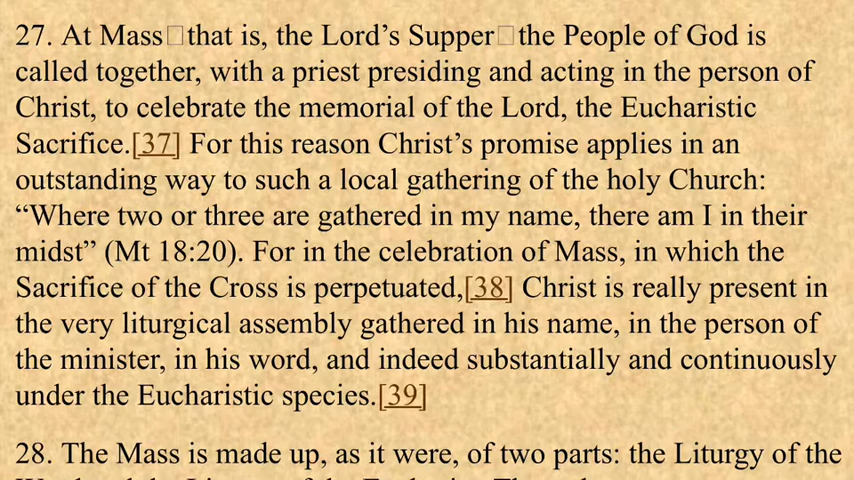 27. At Mass□that is, the Lord’s Supper□the People of God is
called together, with a priest presiding and acting in the person of
Christ, to celebrate the memorial of the Lord, the Eucharistic
Sacrifice.[37] For this reason Christ’s promise applies in an
outstanding way to such a local gathering of the holy Church:
“Where two or three are gathered in my name, there am I in their
midst” (Mt 18:20). For in the celebration of Mass, in which the
Sacrifice of the Cross is perpetuated,[38] Christ is really present in
the very liturgical assembly gathered in his name, in the person of
the minister, in his word, and indeed substantially and continuously
under the Eucharistic species.[39]
28. The Mass is made up, as it were, of two parts: the Liturgy of the